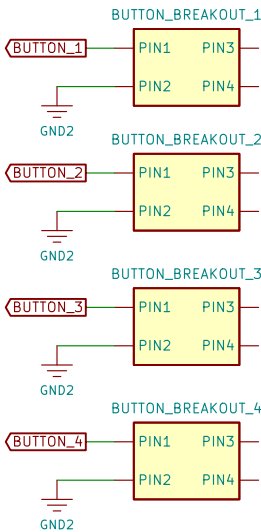 BUTTON_BREAKOUT_1
BUTTON_1 PIN1 PIN3
PIN2 PIN4
GND2
BUTTON_BREAKOUT_2
BUTTON_2 PIN1 PIN3
PIN2 PIN4
GND2
BUTTON_BREAKOUT_3
BUTTON_3 PIN1 PIN3
PIN2 PIN4
GND2
BUTTON_BREAKOUT_4
BUTTON_4 PIN1 PIN3
PIN2 PIN4
GND2